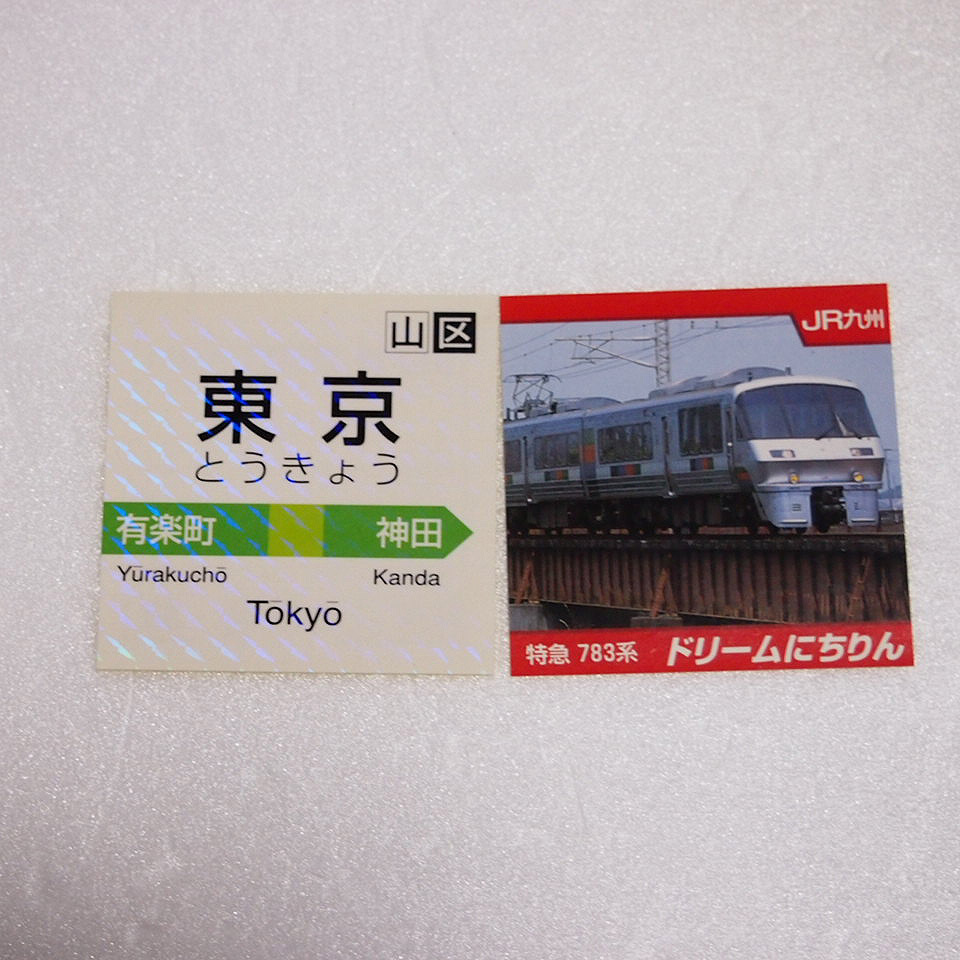 山区
東京
とうきょう
有楽町 神田
Yūrakuchō Kanda
Tōkyō
JR九州
特急 783系 ドリームにちりん